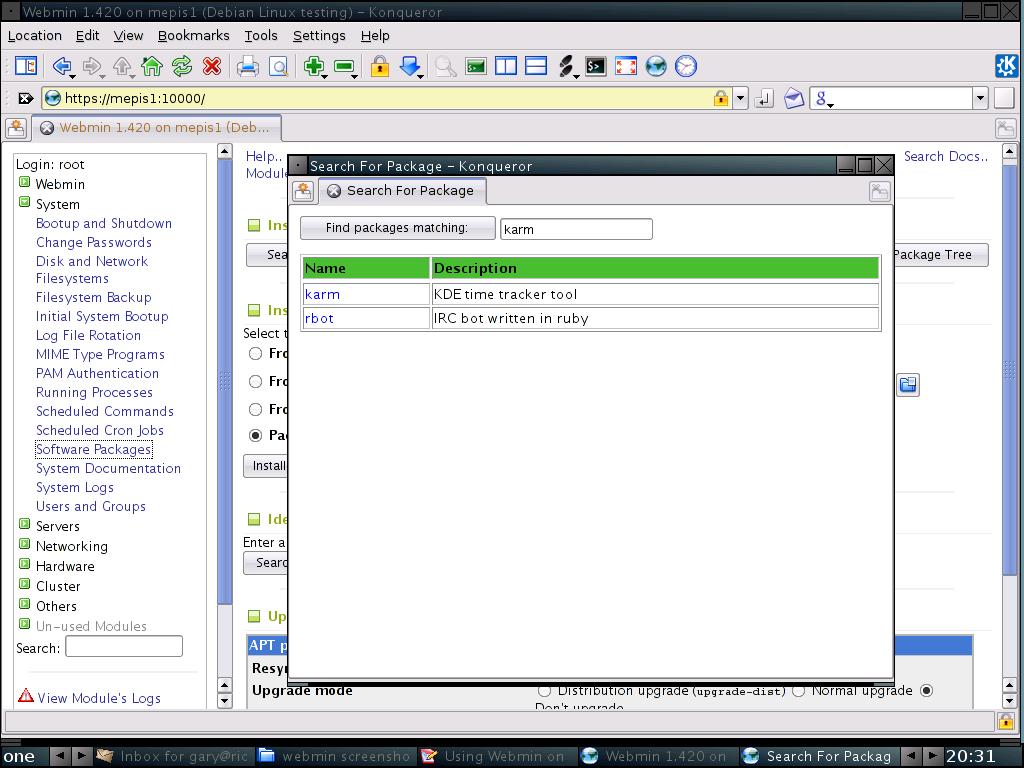 Webmin 1.420 on mepis1 (Debian Linux testing) – Konqueror
Location Edit View Bookmarks Tools Settings Help
https://mepis1:10000/
Webmin 1.420 on mepis1 (Deb...
Login: root
Webmin
System
Bootup and Shutdown
Change Passwords
Disk and Network
Filesystems
Filesystem Backup
Initial System Bootup
Log File Rotation
MIME Type Programs
PAM Authentication
Running Processes
Scheduled Commands
Scheduled Cron Jobs
Software Packages
System Documentation
System Logs
Users and Groups
Servers
Networking
Hardware
Cluster
Others
Un-used Modules
Search:
View Module's Logs
Help..
Module
Search Docs..
Ins
Sea
Package Tree
Ins
Select t
Fro
Fro
Fro
Pac
Install
Ide
Enter a
Searc
Up
APT p
Resyn
Upgrade mode
Distribution upgrade (upgrade-dist) Normal upgrade
Don't upgrade
Search For Package – Konqueror
Search For Package
Find packages matching: karm
Name Description
karm KDE time tracker tool
rbot IRC bot written in ruby
one Inbox for gary@ric webmin screensho Using Webmin on Webmin 1.420 on Search For Packag 20:31